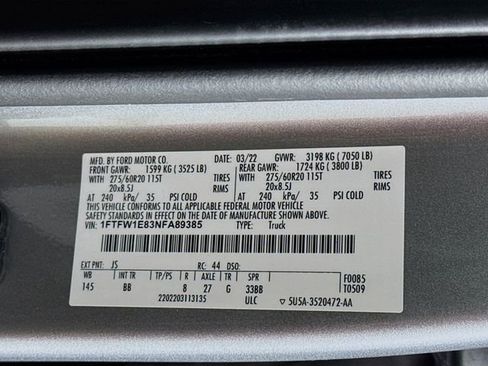 MFD. BY FORD MOTOR CO. 03/22 GVWR: 3198 KG ( 7050 LB)
FRONT GAWR: 1599 KG ( 3525 LB) REAR GAWR: 1724 KG ( 3800 LB)
WITH 275/60R20 115T WITH 275/60R20 115T
20x8.5J 20x8.5J
AT 240 kPa/ 35 PSI COLD AT 240 kPa/ 35 PSI COLD
THIS VEHICLE CONFORMS TO ALL APPLICABLE FEDERAL MOTOR VEHICLE
SAFETY STANDARDS IN EFFECT ON THE DATE OF MANUFACTURE SHOWN ABOVE.
VIN: 1FTFW1E83NFA89385 TYPE: Truck
EXT PNT: JS RC: 44 DSO: F0085
WB INT TR TP/PS R AXLE TR SPR T0509
145 BB 8 27 G 33BB
2202203113135 ULC 5U5A-3520472-AA